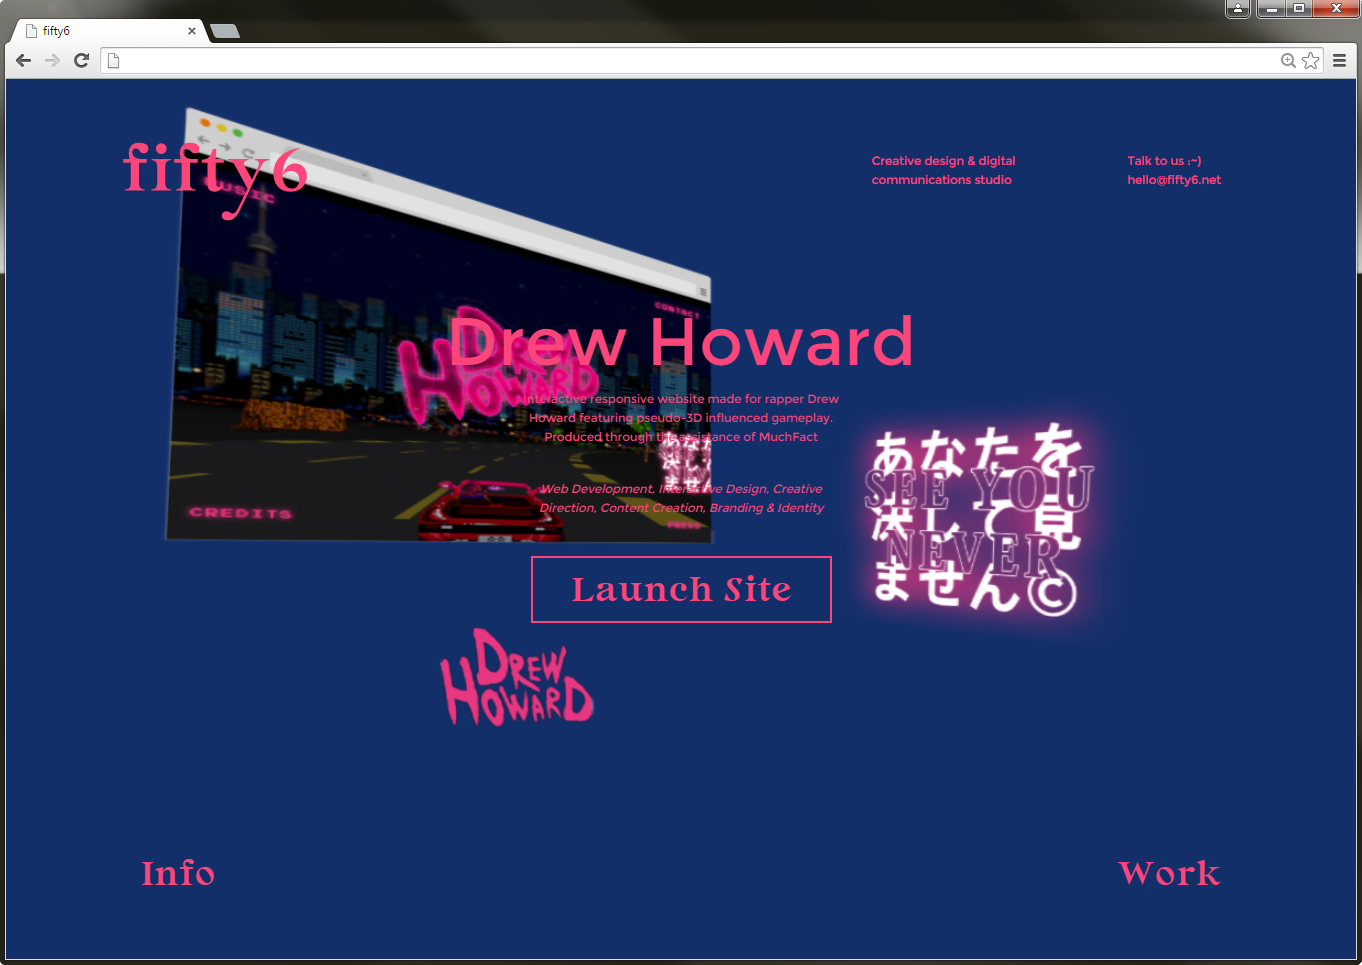 fifty6
fifty6
Creative design & digital
communications studio
Talk to us :~)
hello@fifty6.net
MUSIC
CONTACT
DREW
HOWARD
Drew Howard
Interactive responsive website made for rapper Drew
Howard featuring pseudo-3D influenced gameplay.
Produced through the assistance of MuchFact
Web Development, Interactive Design, Creative
Direction, Content Creation, Branding & Identity
CREDITS
PRESS
あなたを
SEE YOU
決して見
NEVER
ません©
Launch Site
DREW
HOWARD
Info
Work